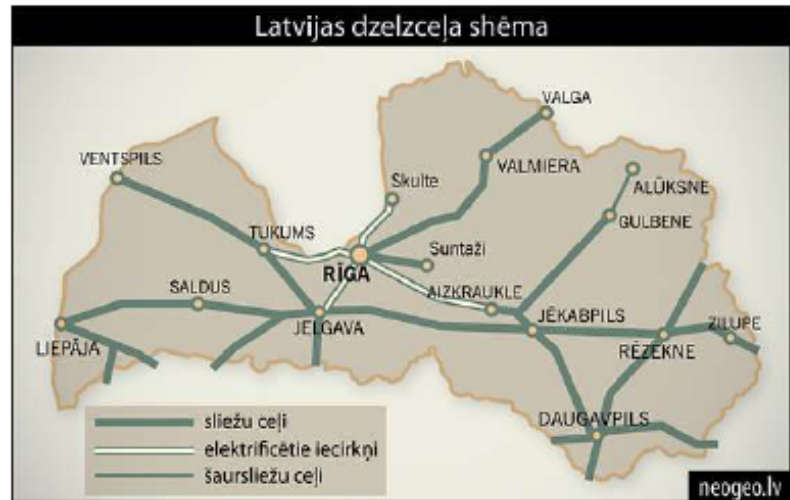 Latvijas dzelzceļa shēma
VALGA
VENTSPILS
VALMIERA
Skulte
ALŪKSNE
GULBENE
TUKUMS
Suntaži
RĪGA
SALDUS
AIZKRAUKLE
JELGAVA
JĒKABPILS
ZILUPE
LIEPĀJA
RĒZEKNE
DAUGAVPILS
sliežu ceļi
elektrificētie iecirkņi
šaursliežu ceļi
neogeo.lv